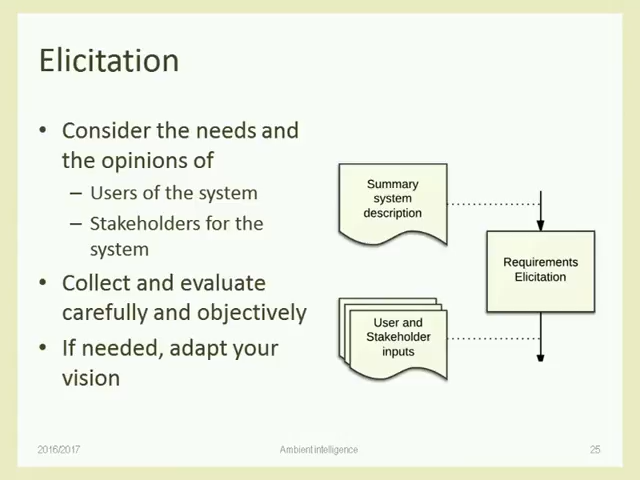 Elicitation
• Consider the needs and
the opinions of
– Users of the system
– Stakeholders for the
system
• Collect and evaluate
carefully and objectively
• If needed, adapt your
vision
Summary
system
description
Requirements
Elicitation
User and
Stakeholder
inputs
2016/2017
Ambient intelligence
25